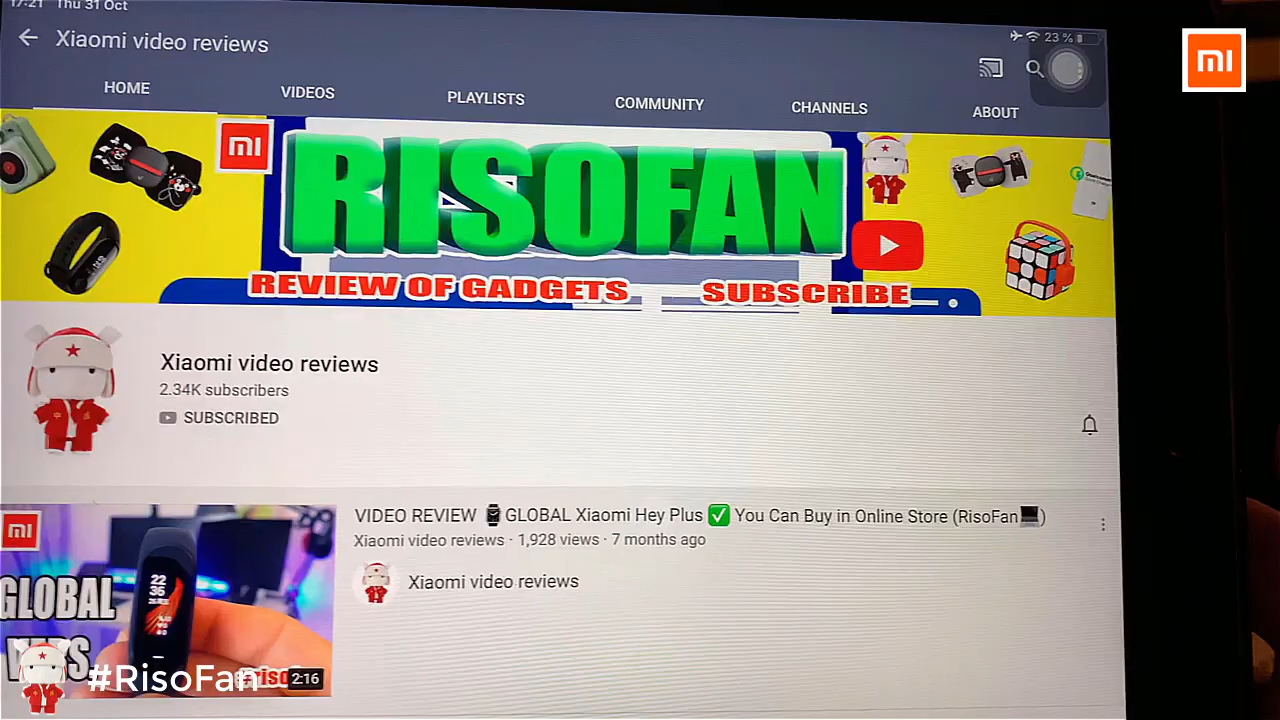 17:21 Thu 31 Oct
23 %
Xiaomi video reviews
HOME VIDEOS PLAYLISTS COMMUNITY CHANNELS ABOUT
MI
MI
RISOFAN
REVIEW OF GADGETS SUBSCRIBE
Xiaomi video reviews
2.34K subscribers
SUBSCRIBED
VIDEO REVIEW ⌚GLOBAL Xiaomi Hey Plus ✅ You Can Buy in Online Store (RisoFan💻)
Xiaomi video reviews · 1,928 views · 7 months ago
Xiaomi video reviews
MI
22
36
GLOBAL
#RisoFan
2:16